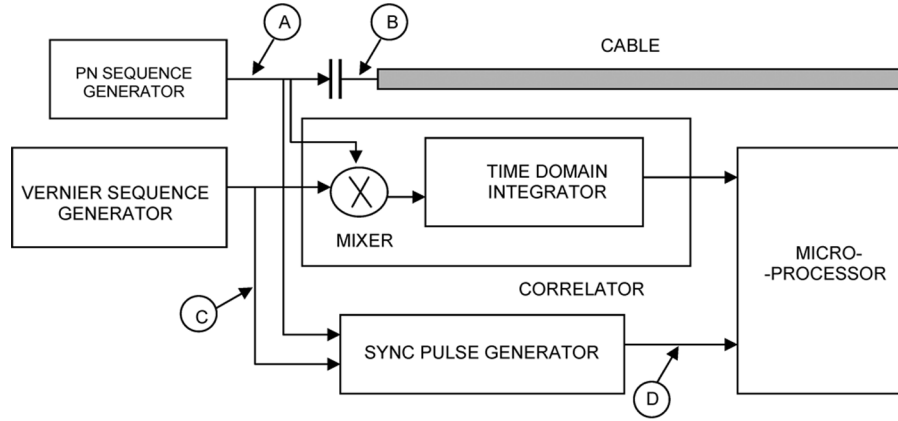 A
B
CABLE
PN SEQUENCE
GENERATOR
VERNIER SEQUENCE
GENERATOR
X
MIXER
TIME DOMAIN
INTEGRATOR
MICRO-
-PROCESSOR
CORRELATOR
C
SYNC PULSE GENERATOR
D